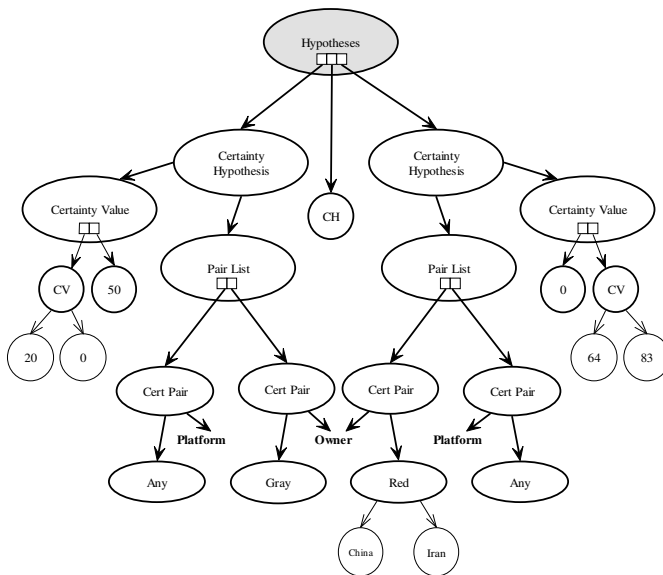 Hypotheses
Certainty
Hypothesis
Certainty
Hypothesis
Certainty Value
CH
Certainty Value
Pair List
Pair List
CV
50
0
CV
20
0
64
83
Cert Pair
Cert Pair
Cert Pair
Cert Pair
Platform
Owner
Platform
Any
Gray
Red
Any
China
Iran